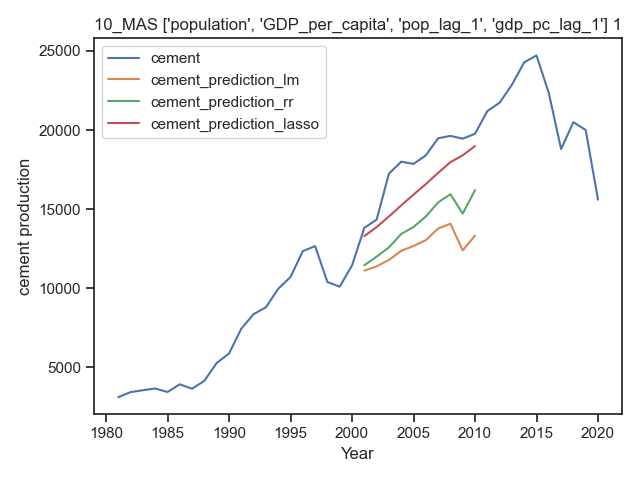 10_MAS ['population', 'GDP_per_capita', 'pop_lag_1', 'gdp_pc_lag_1'] 1
cement
cement_prediction_lm
cement_prediction_rr
cement_prediction_lasso
cement production
25000
20000
15000
10000
5000
1980 1985 1990 1995 2000 2005 2010 2015 2020
Year